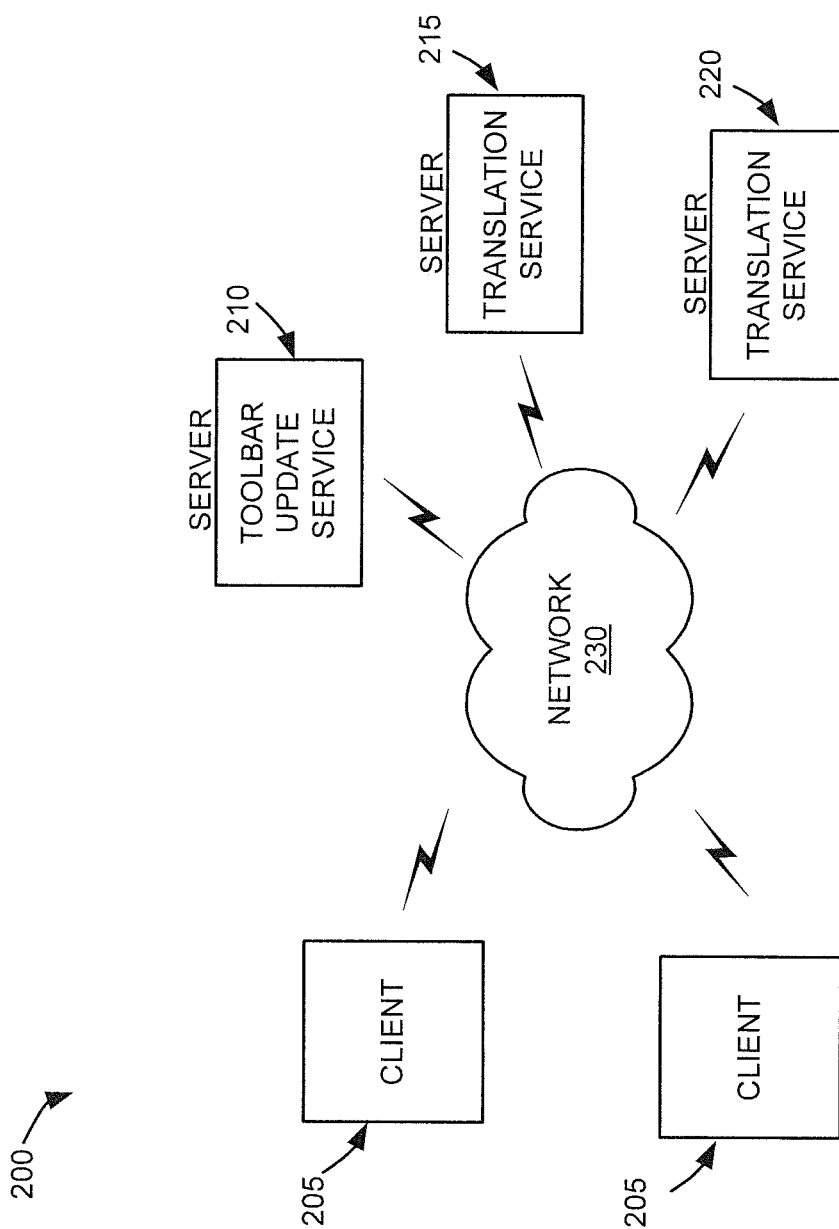 200
SERVER
210
TOOLBAR
UPDATE
SERVICE
205
CLIENT
SERVER
215
TRANSLATION
SERVICE
NETWORK
230
205
CLIENT
SERVER
220
TRANSLATION
SERVICE